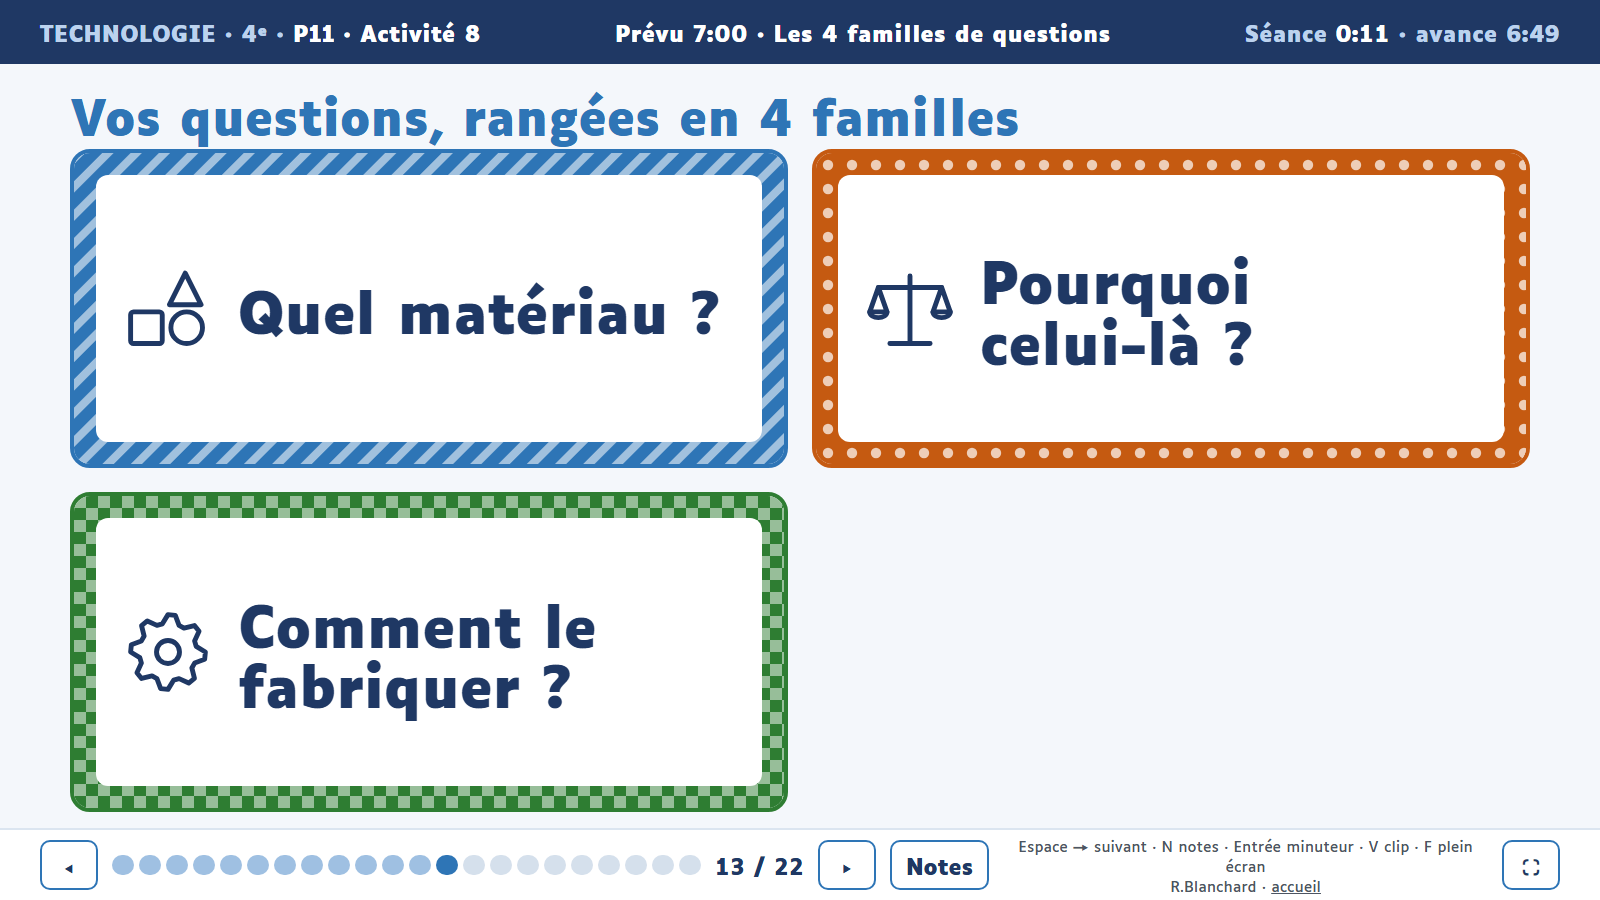 TECHNOLOGIE · 4ᵉ · P11 · Activité 8
Prévu 7:00 · Les 4 familles de questions
Séance 0:11 · avance 6:49
Vos questions, rangées en 4 familles
Quel matériau ?
Pourquoi
celui-là ?
Comment le
fabriquer ?
13 / 22
Notes
Espace → suivant · N notes · Entrée minuteur · V clip · F plein
écran
R.Blanchard · accueil